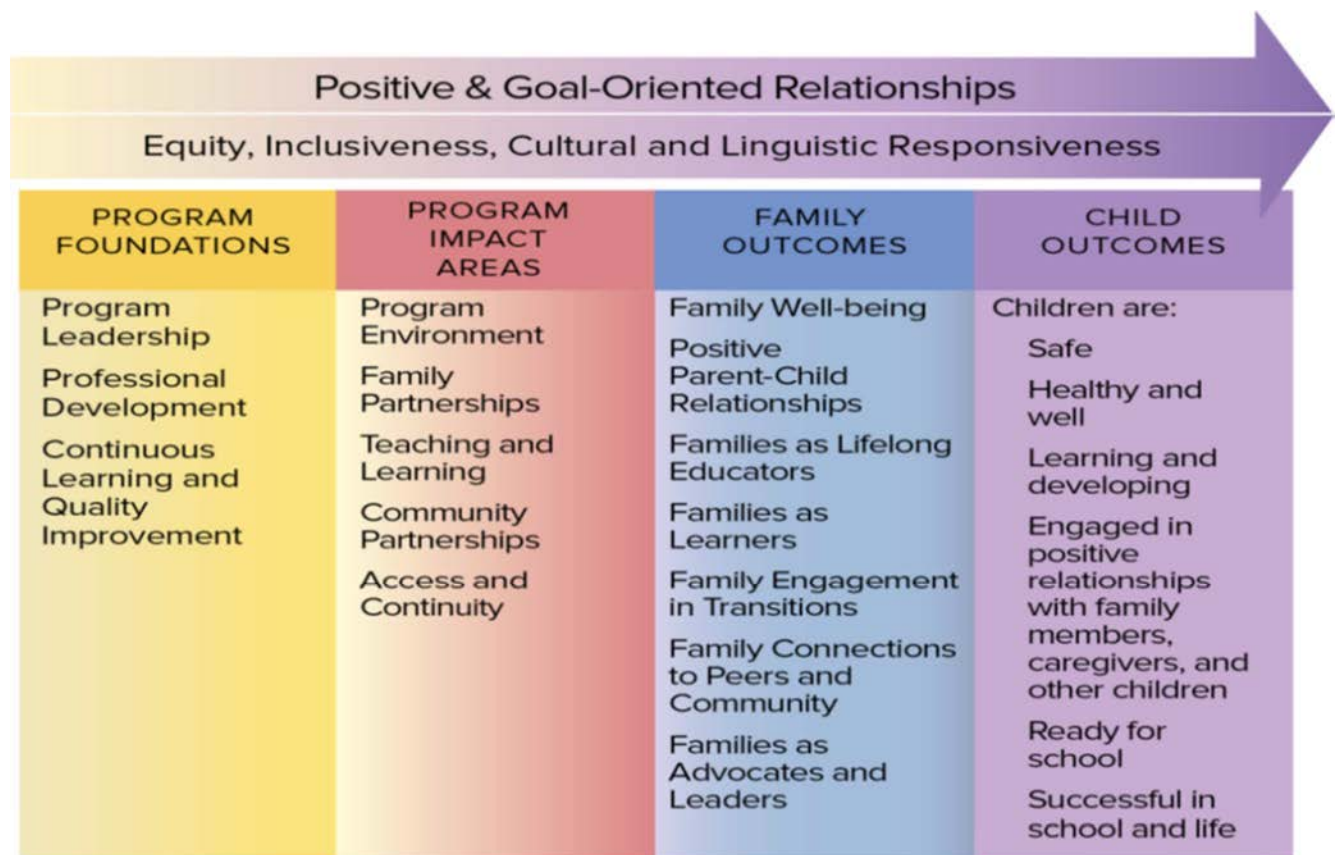 Positive & Goal-Oriented Relationships
Equity, Inclusiveness, Cultural and Linguistic Responsiveness
PROGRAM
FOUNDATIONS
Program
Leadership
Professional
Development
Continuous
Learning and
Quality
Improvement
PROGRAM
IMPACT
AREAS
Program
Environment
Family
Partnerships
Teaching and
Learning
Community
Partnerships
Access and
Continuity
FAMILY
OUTCOMES
Family Well-being
Positive
Parent-Child
Relationships
Families as Lifelong
Educators
Families as
Learners
Family Engagement
in Transitions
Family Connections
to Peers and
Community
Families as
Advocates and
Leaders
CHILD
OUTCOMES
Children are:
Safe
Healthy and
well
Learning and
developing
Engaged in
positive
relationships
with family
members,
caregivers, and
other children
Ready for
school
Successful in
school and life